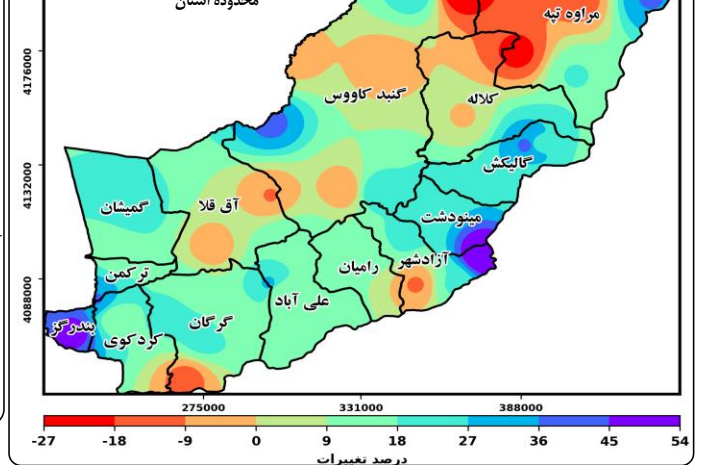 محدوده استان
مراوه تپه
4176000
گنبد کاووس
کلاله
گالیکش
4132000
گمیشان
آق قلا
مینودشت
ترکمن
رامیان
آزادشهر
4088000
علی آباد
بندرگز
کردکوی
گرگان
275000 331000 388000
-27 -18 -9 0 9 18 27 36 45 54
درصد تغییرات